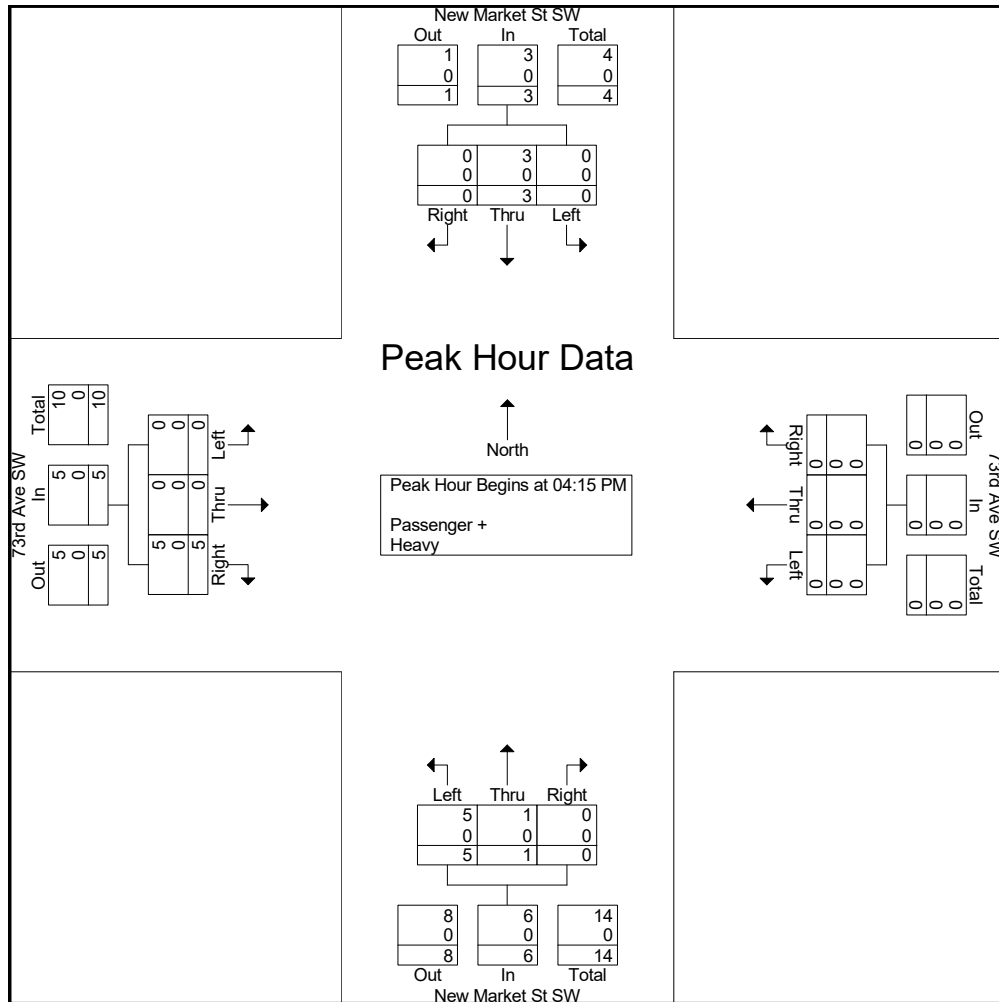 New Market St SW
Out In Total
1 3 4
0 0 0
1 3 4
0 3 0
0 0 0
0 3 0
Right Thru Left
Peak Hour Data
North
Peak Hour Begins at 04:15 PM
Passenger +
Heavy
73rd Ave SW
Total
10 0 10
In
5 0 5
Out
5 0 5
Left
0 0 0
Thru
0 0 0
Right
5 0 5
Right
0 0 0
Thru
0 0 0
Left
0 0 0
Out
0 0 0
In
0 0 0
Total
0 0 0
73rd Ave SW
Left Thru Right
5 1 0
0 0 0
5 1 0
8 6 14
0 0 0
8 6 14
Out In Total
New Market St SW